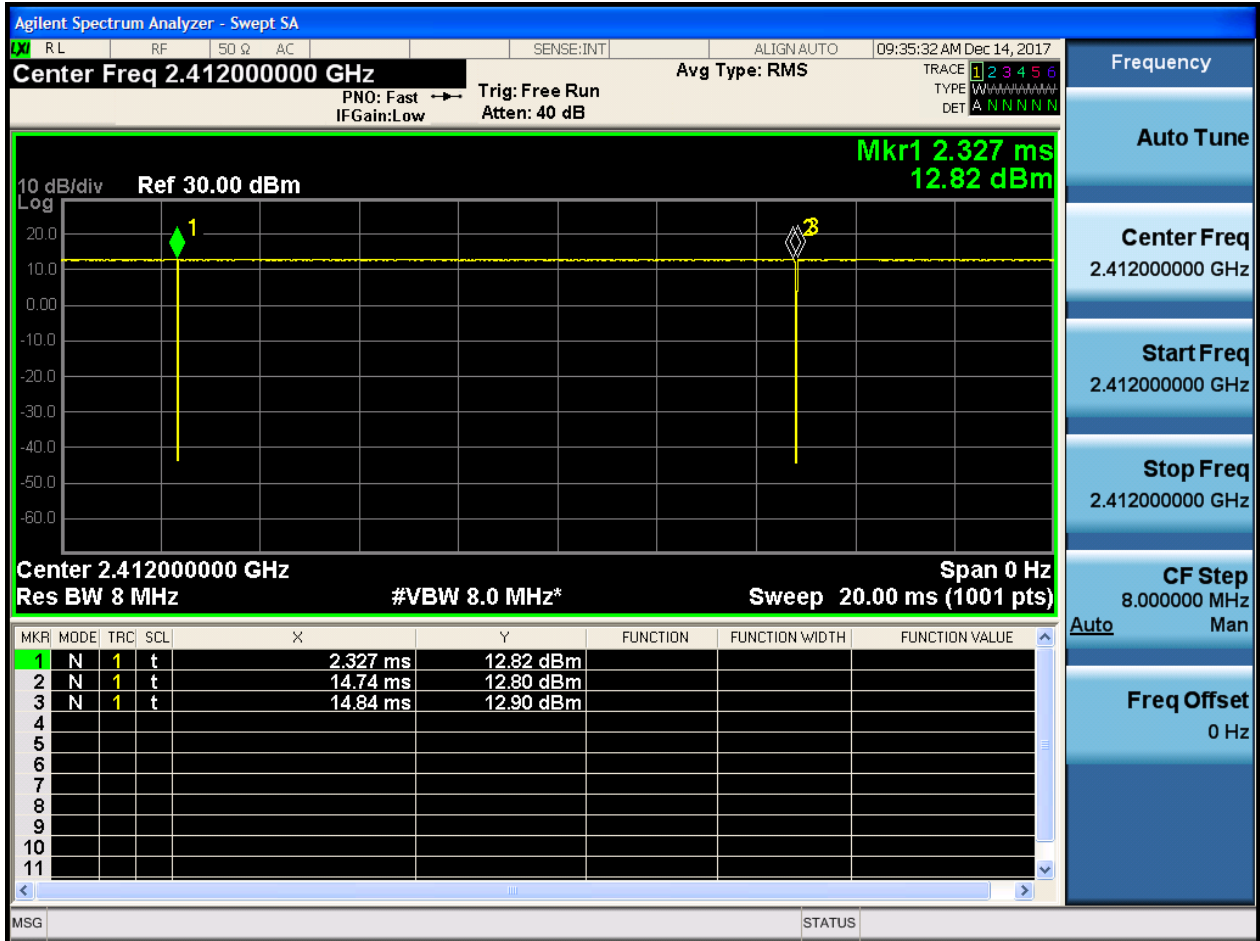 Agilent Spectrum Analyzer - Swept SA
LXI RL RF 50 Ω AC SENSE:INT ALIGN AUTO 09:35:32 AM Dec 14, 2017
Center Freq 2.412000000 GHz
PNO: Fast
IFGain:Low
Trig: Free Run
Atten: 40 dB
Avg Type: RMS
TRACE 1 2 3 4 5 6
TYPE W
DET A N N N N N
Mkr1 2.327 ms
12.82 dBm
10 dB/div Ref 30.00 dBm
Log
20.0
10.0
0.00
-10.0
-20.0
-30.0
-40.0
-50.0
-60.0
1
2
3
Center 2.412000000 GHz Span 0 Hz
Res BW 8 MHz #VBW 8.0 MHz* Sweep 20.00 ms (1001 pts)
MKR MODE TRC SCL X Y FUNCTION FUNCTION WIDTH FUNCTION VALUE
1 N 1 t 2.327 ms 12.82 dBm
2 N 1 t 14.74 ms 12.80 dBm
3 N 1 t 14.84 ms 12.90 dBm
4
5
6
7
8
9
10
11
MSG STATUS
Frequency
Auto Tune
Center Freq
2.412000000 GHz
Start Freq
2.412000000 GHz
Stop Freq
2.412000000 GHz
CF Step
8.000000 MHz
Auto Man
Freq Offset
0 Hz